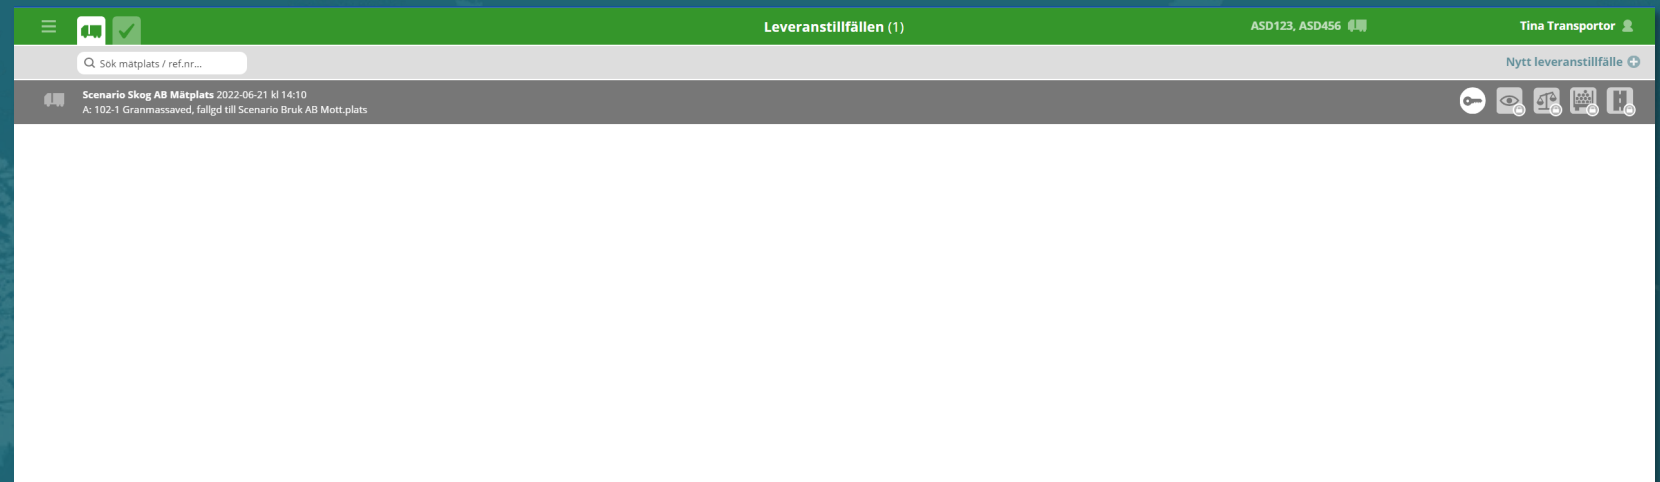 Leveranstillfällen (1)
ASD123, ASD456
Tina Transportor
Sök mätplats / ref.nr...
Nytt leveranstillfälle
Scenario Skog AB Mätplats 2022-06-21 kl 14:10
A: 102-1 Granmassaved, fallgd till Scenario Bruk AB Mott.plats